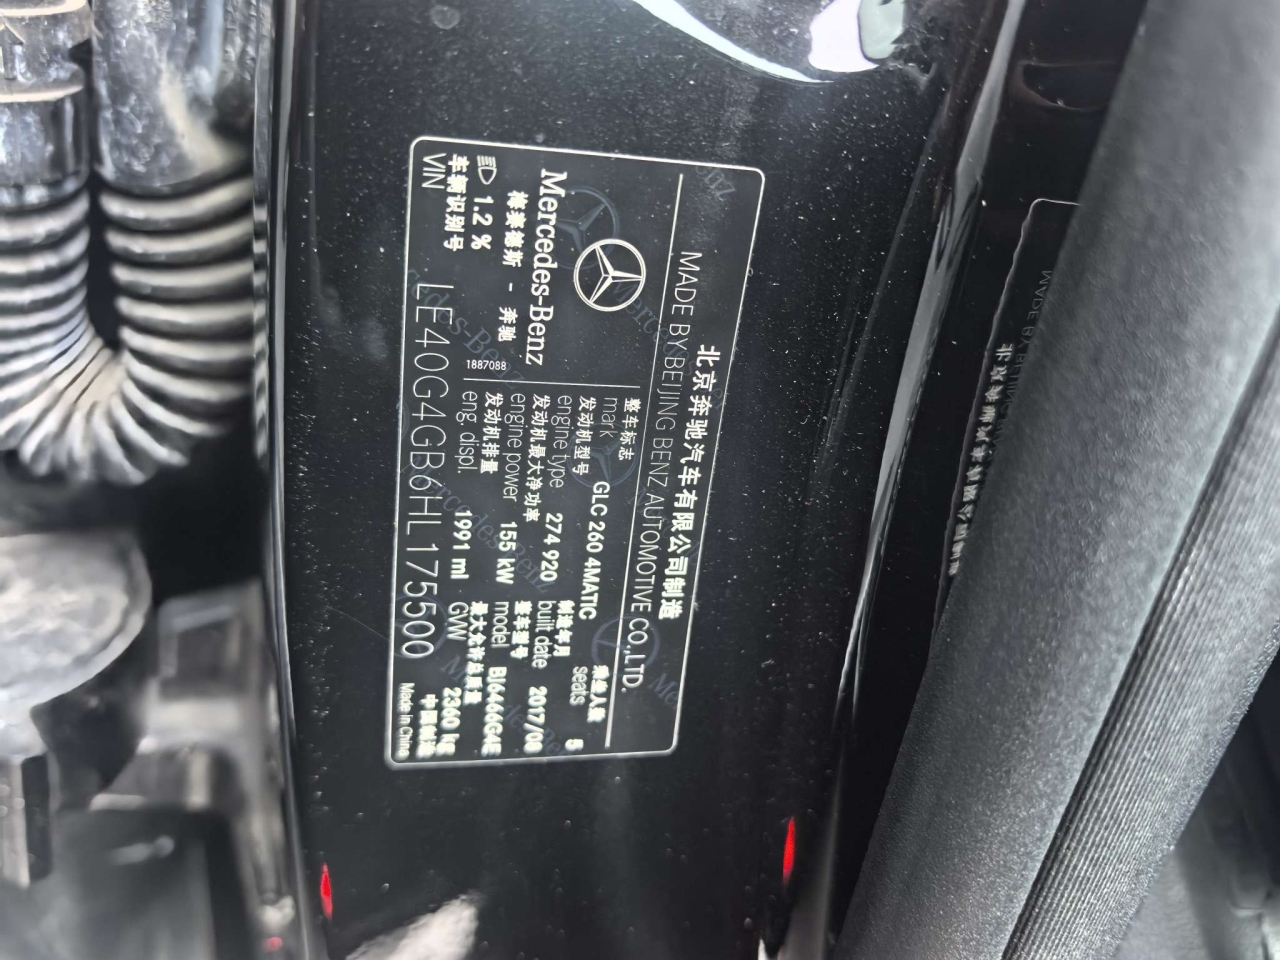 北京奔驰汽车有限公司制造
MADE BY BEIJING BENZ AUTOMOTIVE CO.,LTD.
Mercedes-Benz
梅赛德斯 - 奔驰
1.2 %
1887088
整车标志
mark GLC 260 4MATIC
乘坐人数
seats 5
发动机型号
engine type 274 920
制造年月
built date 2017/08
发动机最大净功率
engine power 155 kW
整车型号
model BJ6466G4E
发动机排量
eng. displ. 1991 ml
最大允许总质量
GVW 2360 kg
车辆识别号
VIN LE40G4GB6HL175500
中国制造
Made in China